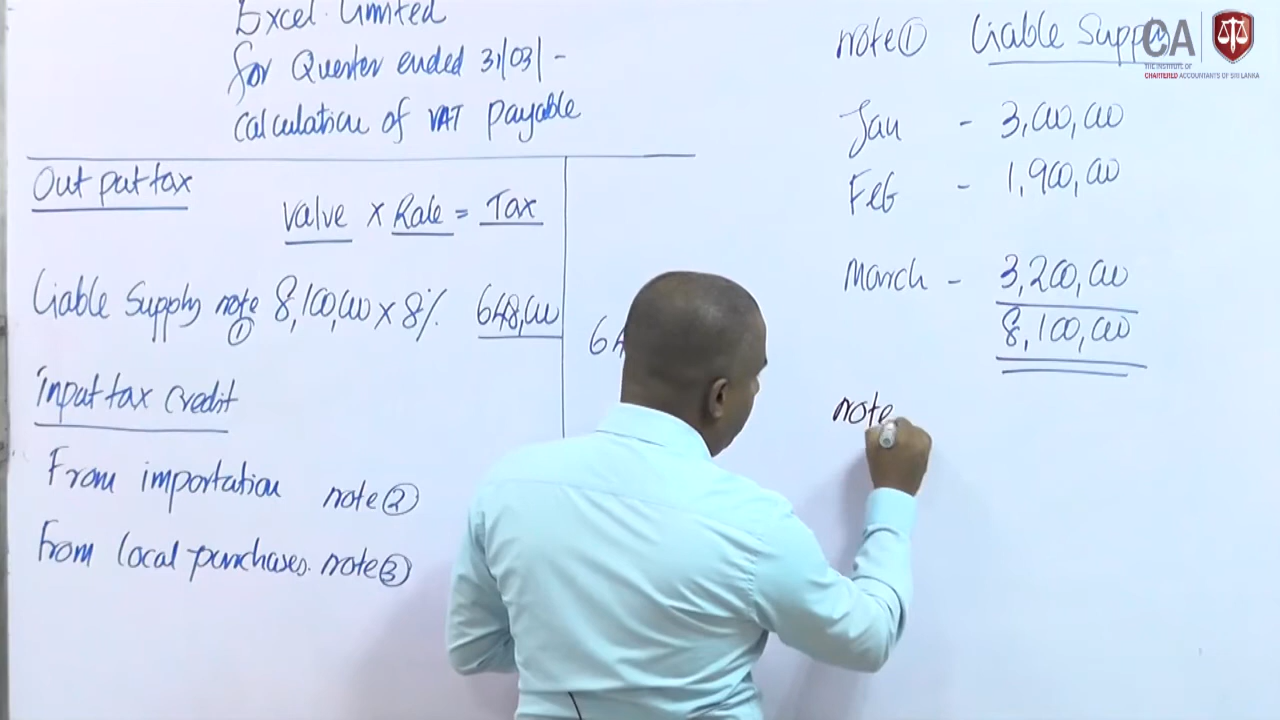 Excel Limited
for Querter ended 31/03/-
Calculation of VAT payable
Out put tax
Value × Rate = Tax
Liable Supply note ① 8,100,000 × 8% 648,000
64
Input tax credit
From importation note ②
From local purchases. note ③
note ① Liable Supply
Jan - 3,000,000
Feb - 1,900,000
March - 3,200,000
8,100,000
note
CA
THE INSTITUTE OF
CHARTERED ACCOUNTANTS OF SRI LANKA